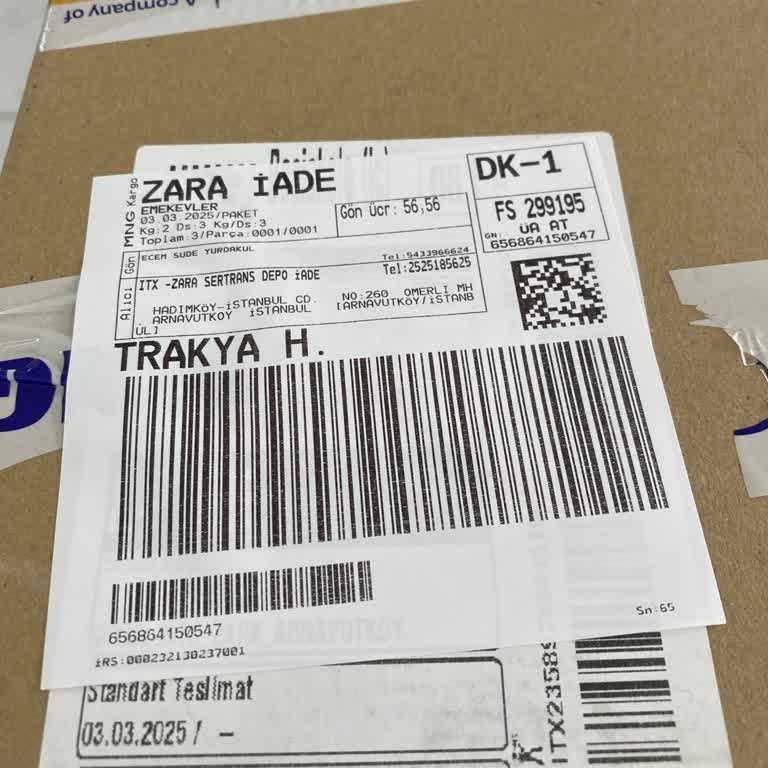 company of
ZARA İADE
MNG Kargo
EMEKEVLER
03.03.2025/PAKET
Kg:2 Ds:3 Kg/Ds:3
Toplam:3/Parça:0001/0001
Gön Ücr: 56,56
DK-1
FS 299195
ÜA AT
GN:
656864150547
Gön
ECEM SUDE YURDAKUL
Tel:5433966624
Alıcı
ITX -ZARA SERTRANS DEPO İADE
Tel:2525185625
HADIMKÖY-İSTANBUL CD. NO:260 OMERLI MH
ARNAVUTKÖY İSTANBUL [ARNAVUTKÖY/İSTANB
UL]
TRAKYA H.
656864150547
Sn:65
İRS:000232130237001
ARNAVUTKÖY
Standart Teslimat
03.03.2025 / -
ITX23589